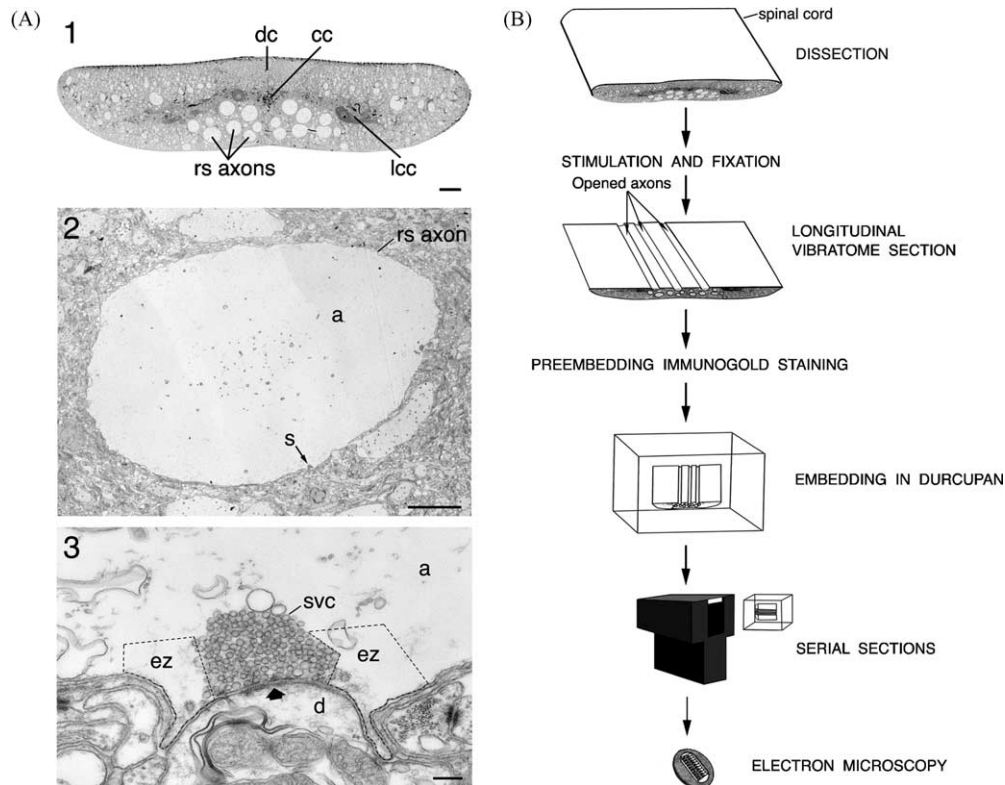 (A)
1
dc
cc
rs axons
lcc
2
rs axon
a
s
3
a
svc
ez
ez
d
(B)
spinal cord
DISSECTION
STIMULATION AND FIXATION
Opened axons
LONGITUDINAL
VIBRATOME SECTION
PREEMBEDDING IMMUNOGOLD STAINING
EMBEDDING IN DURCUPAN
SERIAL SECTIONS
ELECTRON MICROSCOPY